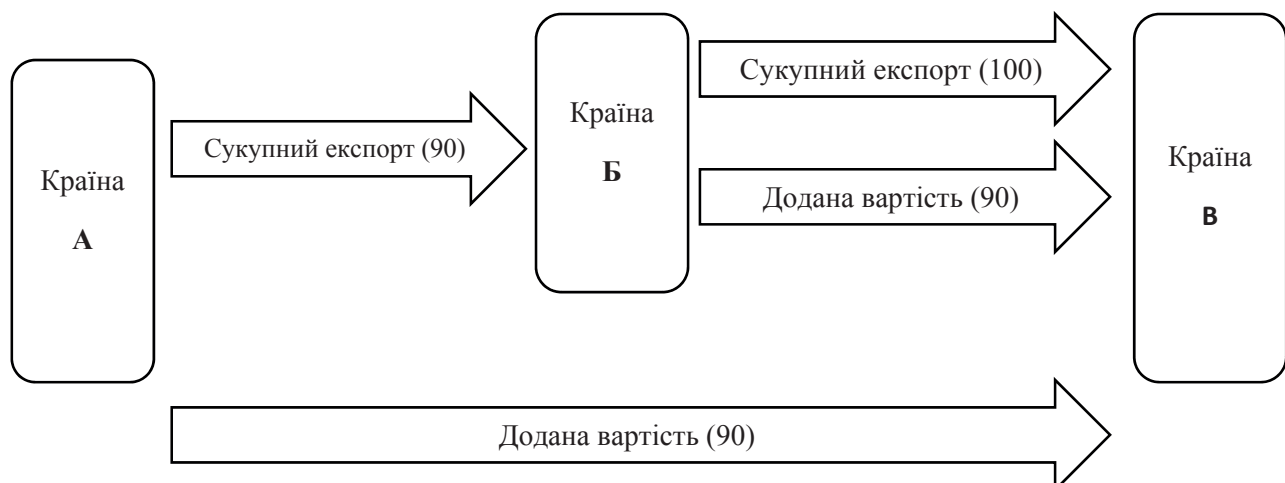 Країна
А
Сукупний експорт (90)
Країна
Б
Сукупний експорт (100)
Додана вартість (90)
Країна
В
Додана вартість (90)